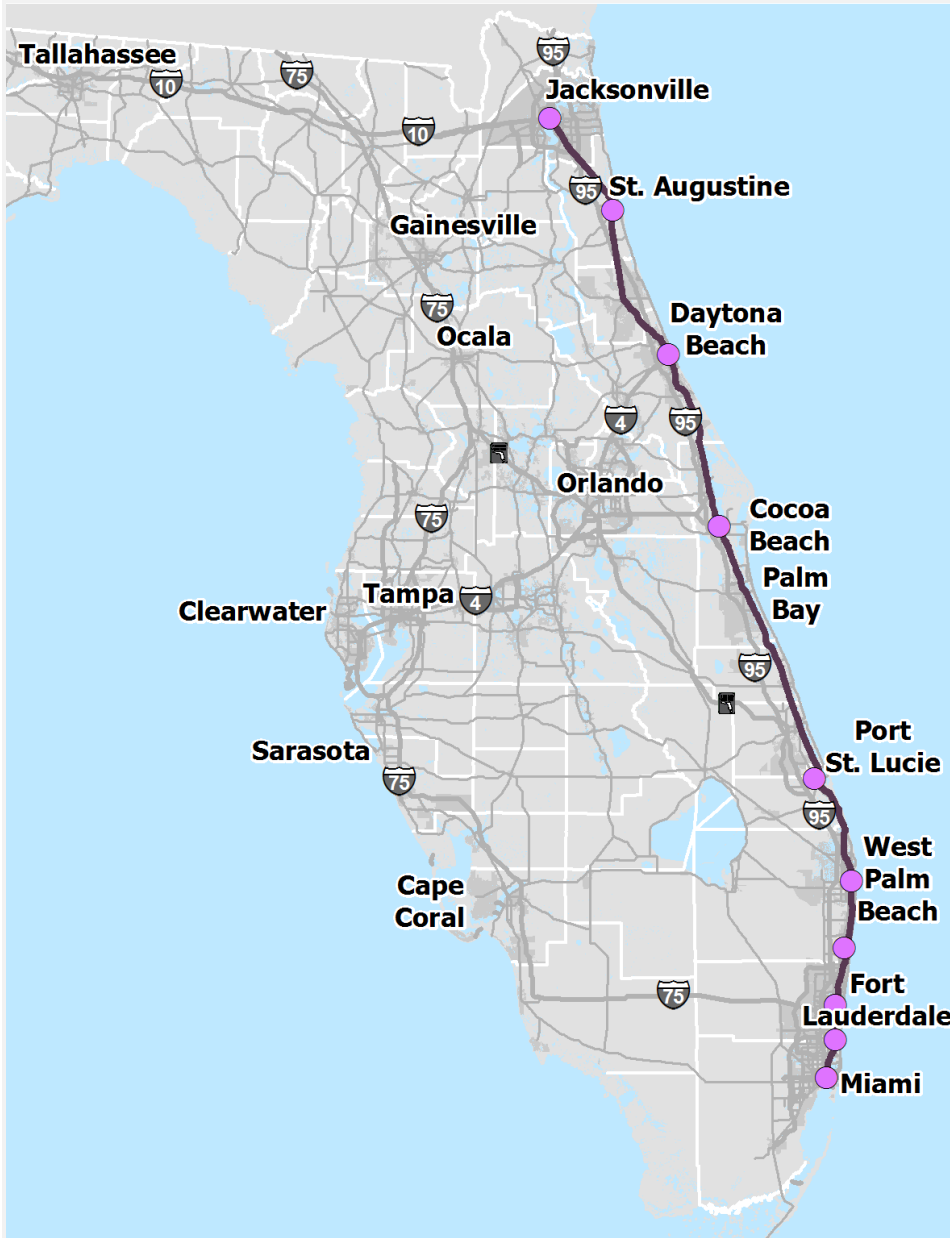 95
Tallahassee
75
10
Jacksonville
10
95
St. Augustine
Gainesville
75
Daytona
Beach
Ocala
4
95
Orlando
75
Cocoa
Beach
Palm
Bay
Tampa
4
Clearwater
95
Port
St. Lucie
Sarasota
75
95
West
Palm
Beach
Cape
Coral
75
Fort
Lauderdale
Miami